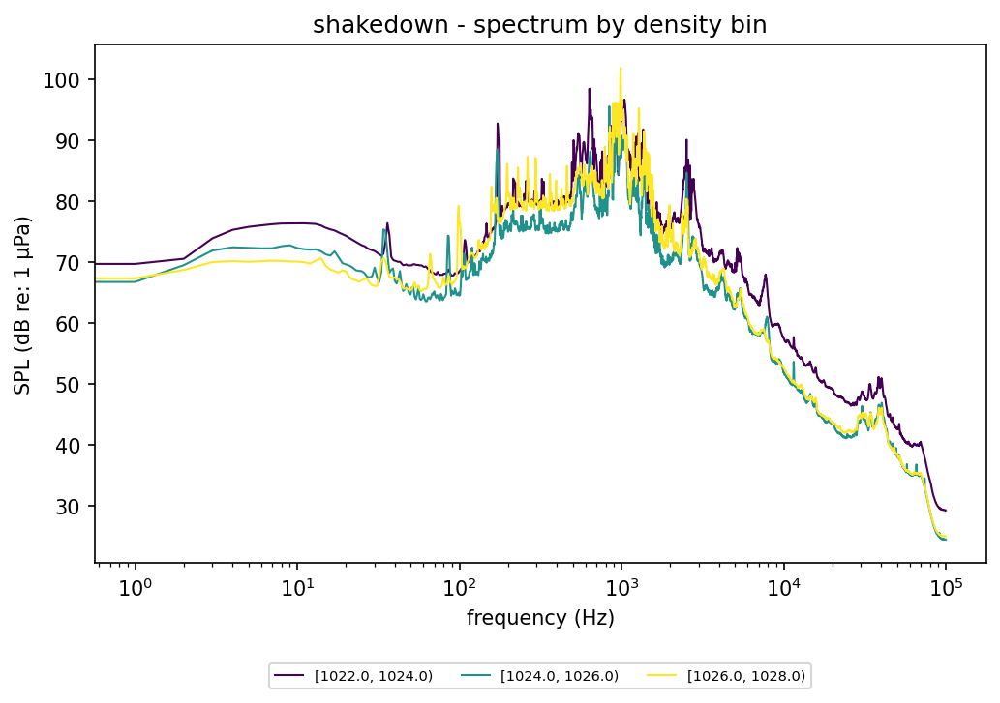 shakedown - spectrum by density bin
SPL (dB re: 1 μPa)
100
90
80
70
60
50
40
30
10⁰ 10¹ 10² 10³ 10⁴ 10⁵
frequency (Hz)
[1022.0, 1024.0) [1024.0, 1026.0) [1026.0, 1028.0)